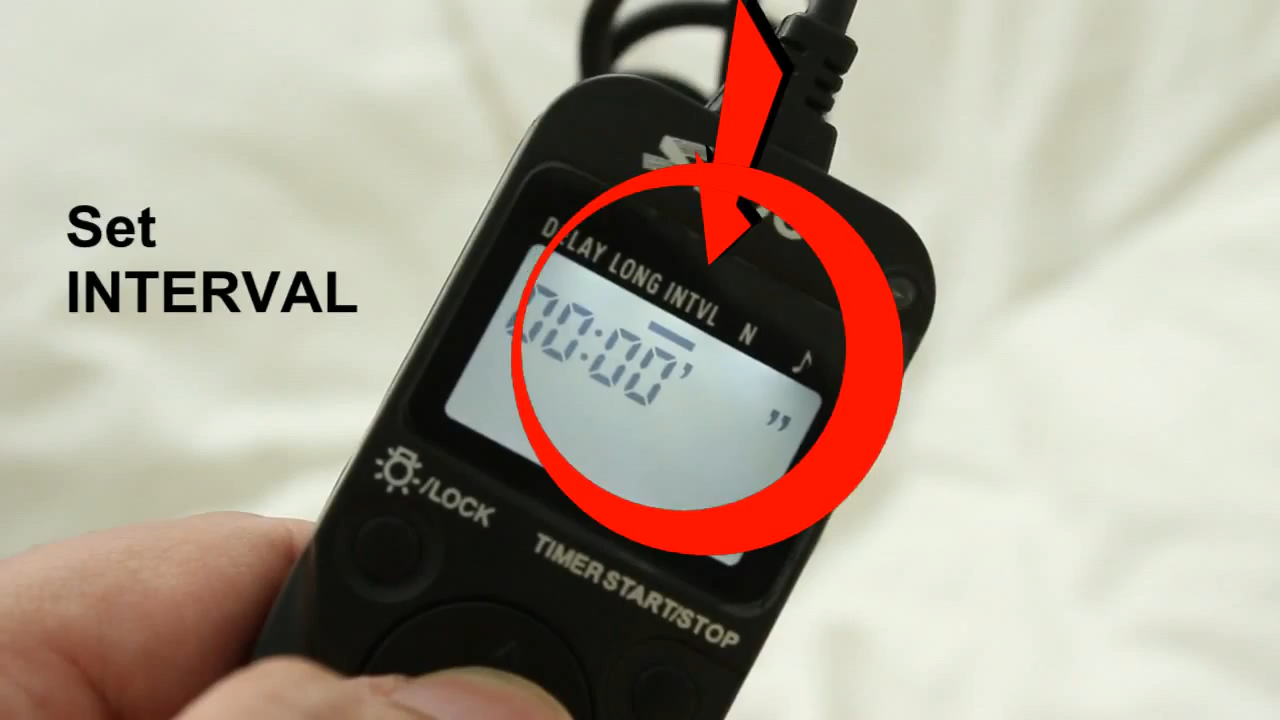 Set
INTERVAL
DELAY LONG INTVL N
00:00’
”
/LOCK
TIMER START/STOP